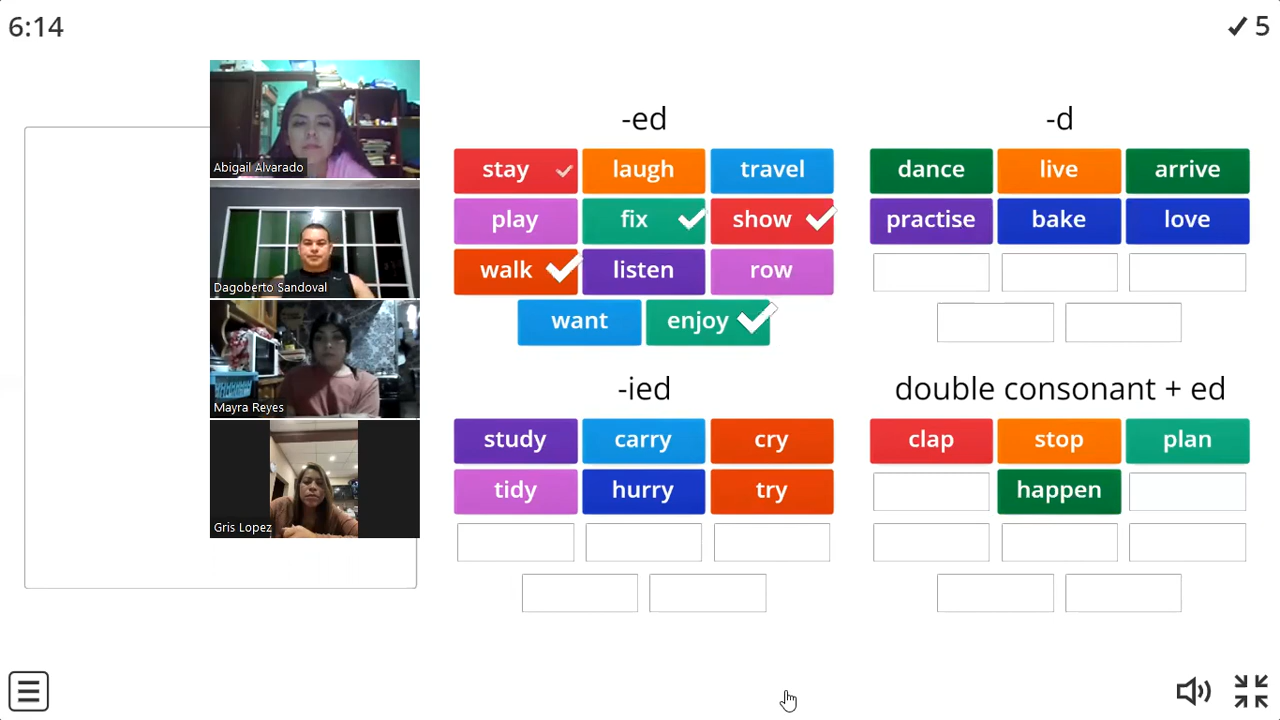 6:14
5
Abigail Alvarado
Dagoberto Sandoval
Mayra Reyes
Gris Lopez
-ed
stay laugh travel
play fix show
walk listen row
want enjoy
-d
dance live arrive
practise bake love
-ied
study carry cry
tidy hurry try
double consonant + ed
clap stop plan
happen